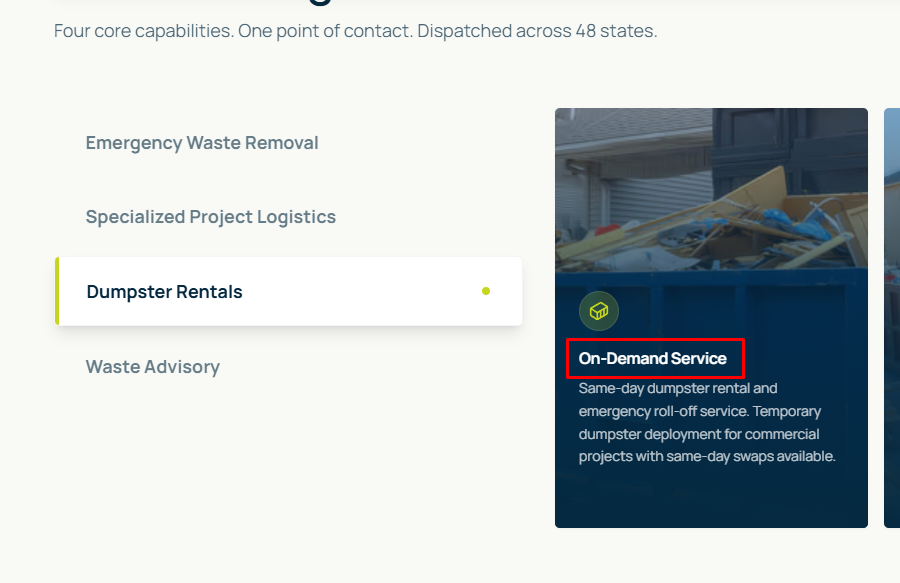 Four core capabilities. One point of contact. Dispatched across 48 states.
Emergency Waste Removal
Specialized Project Logistics
Dumpster Rentals
Waste Advisory
On-Demand Service
Same-day dumpster rental and
emergency roll-off service. Temporary
dumpster deployment for commercial
projects with same-day swaps available.